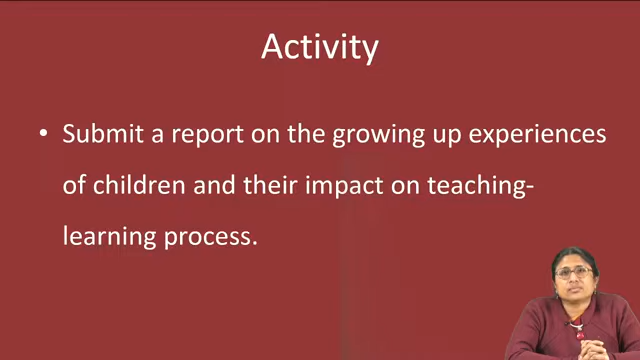 Activity
• Submit a report on the growing up experiences
of children and their impact on teaching-
learning process.